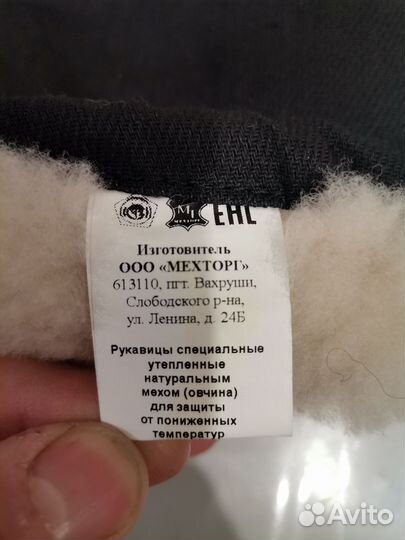 МЕХТОРГ
ЕАС
Изготовитель
ООО «МЕХТОРГ»
613110, пгт. Вахруши,
Слободского р-на,
ул. Ленина, д. 24Б
Рукавицы специальные
утепленные
натуральным
мехом (овчина)
для защиты
от пониженных
температур
Avito